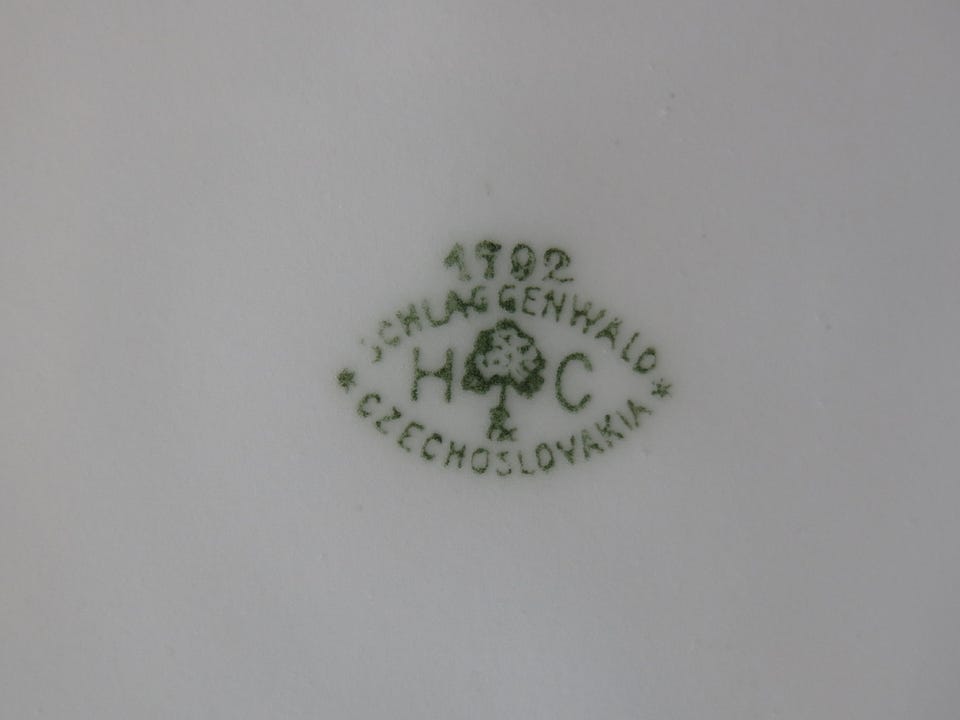 1792
SCHLAGGENWALD
H & C
* CZECHOSLOVAKIA *